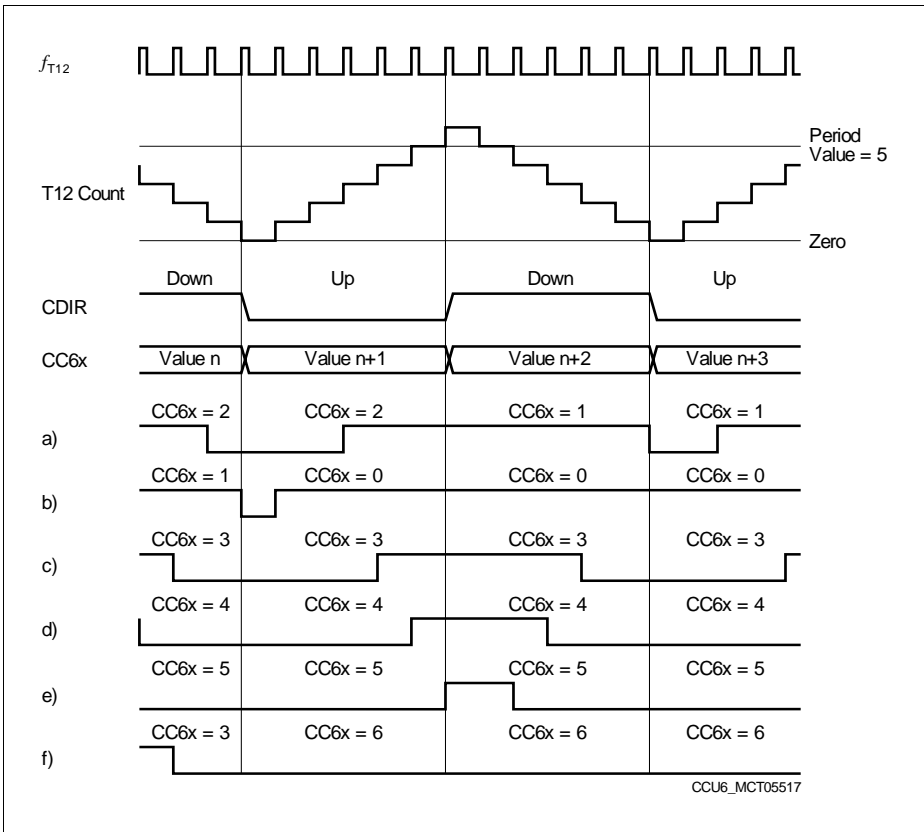 fT12
Period
Value = 5
T12 Count
Zero
Down Up Down Up
CDIR
CC6x Value n Value n+1 Value n+2 Value n+3
CC6x = 2 CC6x = 2 CC6x = 1 CC6x = 1
a)
CC6x = 1 CC6x = 0 CC6x = 0 CC6x = 0
b)
CC6x = 3 CC6x = 3 CC6x = 3 CC6x = 3
c)
CC6x = 4 CC6x = 4 CC6x = 4 CC6x = 4
d)
CC6x = 5 CC6x = 5 CC6x = 5 CC6x = 5
e)
CC6x = 3 CC6x = 6 CC6x = 6 CC6x = 6
f)
CCU6_MCT05517